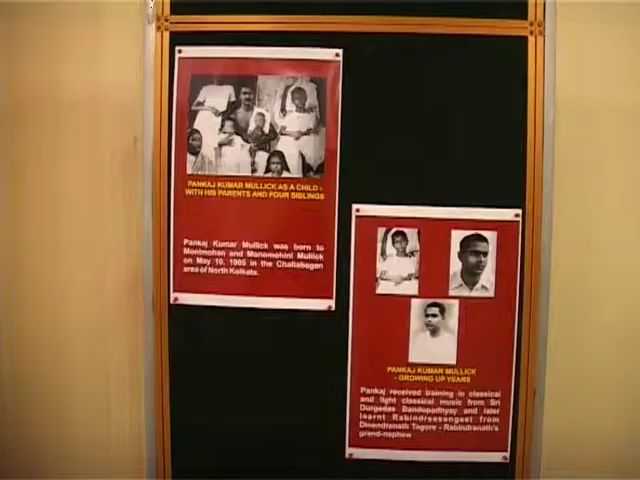 PANKAJ KUMAR MULLICK AS A CHILD -
WITH HIS PARENTS AND FOUR SIBLINGS
Pankaj Kumar Mullick was born to
Monimohan and Manomohini Mullick
on May 10, 1905 in the Chaltabagan
area of North Kolkata.
PANKAJ KUMAR MULLICK
- GROWING UP YEARS
Pankaj received training in classical
and light classical music from Sri
Durgadas Bandopadhyay and later
learnt Rabindrasangeet from
Dinendranath Tagore - Rabindranath's
grand-nephew